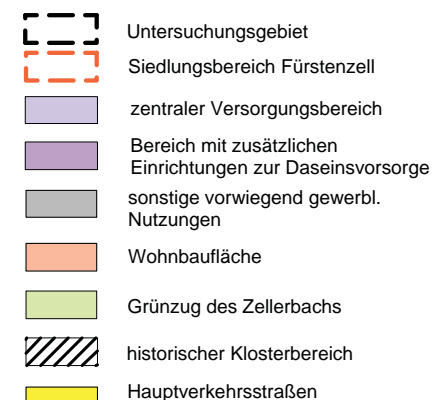 Untersuchungsgebiet
Siedlungsbereich Fürstenzell
zentraler Versorgungsbereich
Bereich mit zusätzlichen
Einrichtungen zur Daseinsvorsorge
sonstige vorwiegend gewerbl.
Nutzungen
Wohnbaufläche
Grünzug des Zellerbachs
historischer Klosterbereich
Hauptverkehrsstraßen